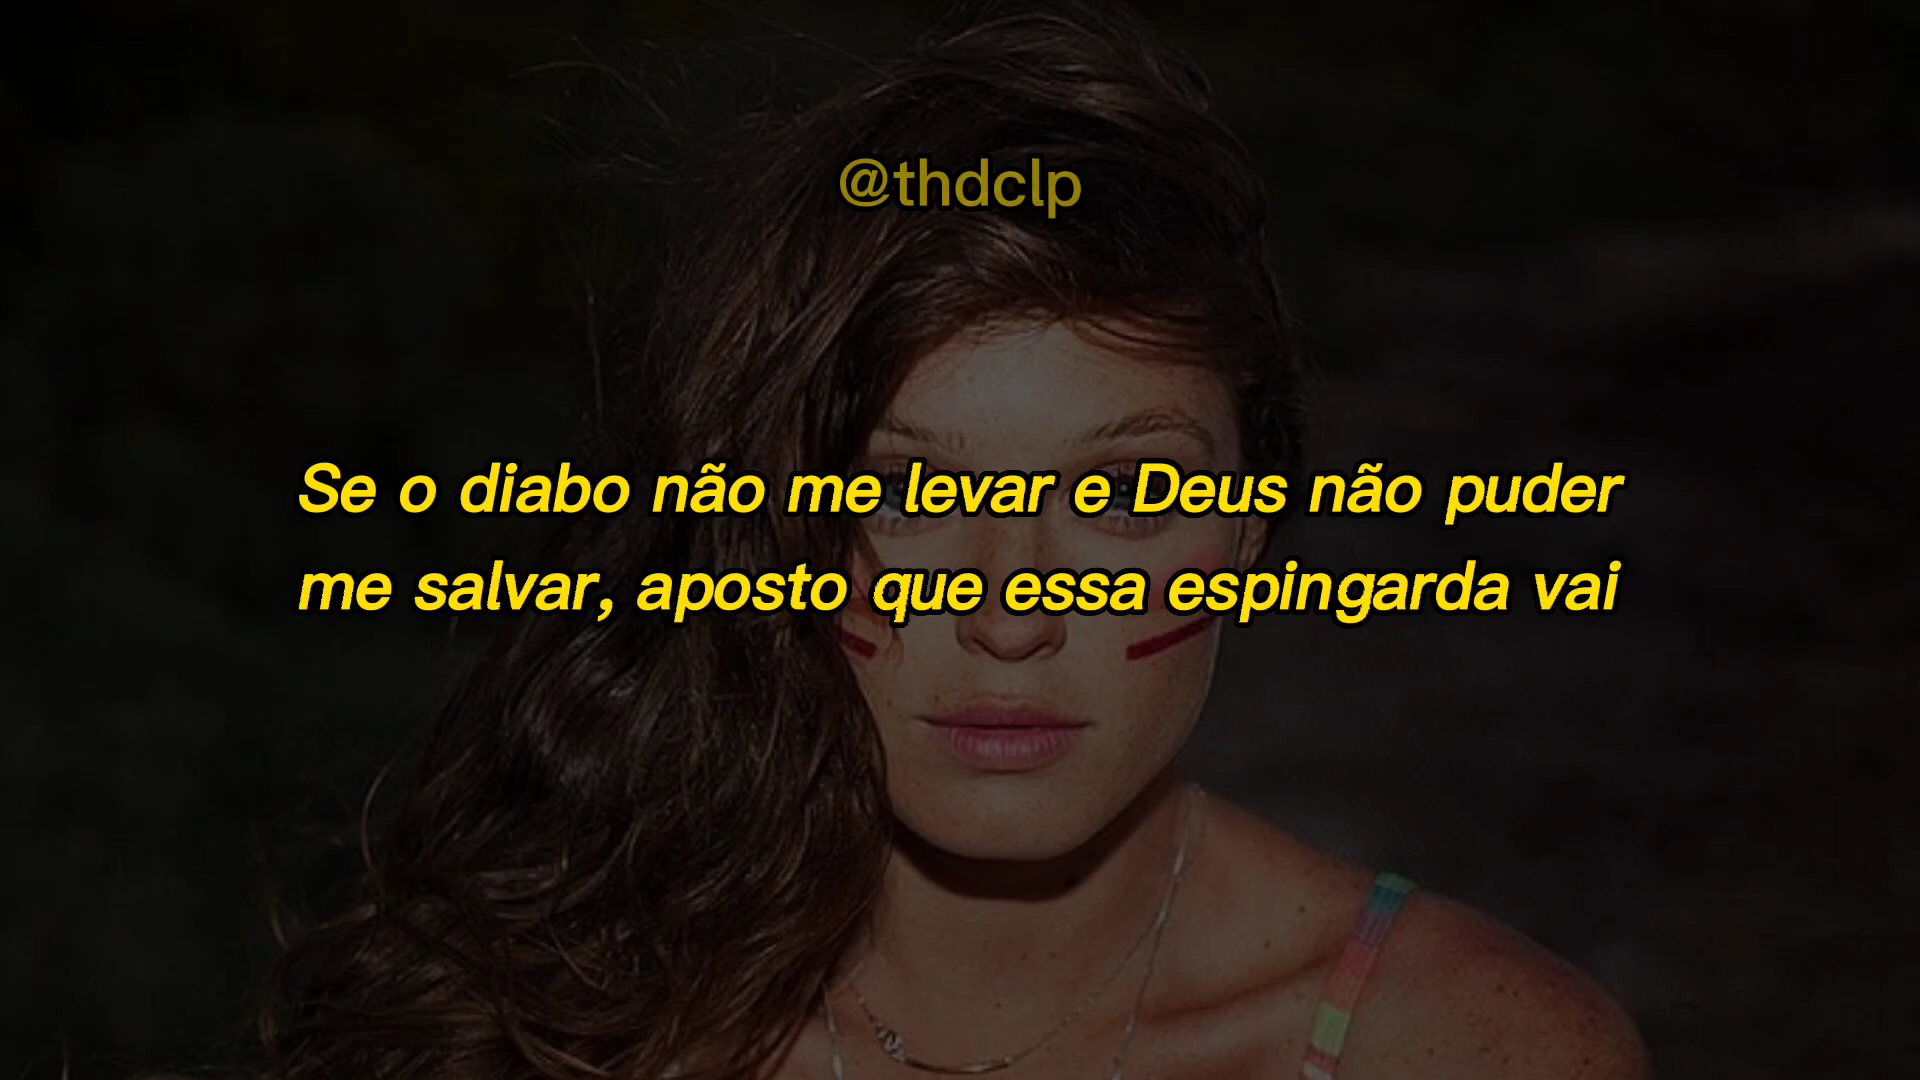 @thdclp
Se o diabo não me levar e Deus não puder
me salvar, aposto que essa espingarda vai